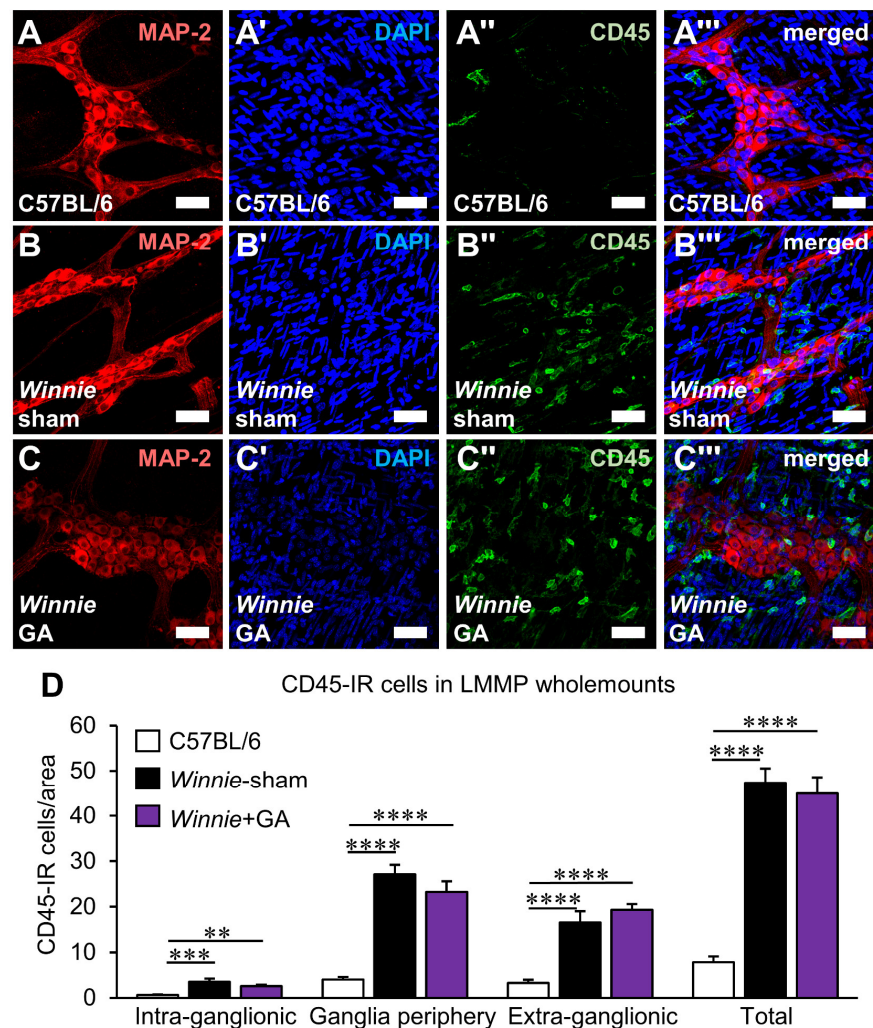 A MAP-2
A' DAPI
A" CD45
A"' merged
C57BL/6
C57BL/6
C57BL/6
C57BL/6
B MAP-2
B' DAPI
B" CD45
B"' merged
Winnie
sham
Winnie
sham
Winnie
sham
Winnie
sham
C MAP-2
C' DAPI
C" CD45
C"' merged
Winnie
GA
Winnie
GA
Winnie
GA
Winnie
GA
D CD45-IR cells in LMMP wholemounts
CD45-IR cells/area
60
50
40
30
20
10
0
C57BL/6
Winnie-sham
Winnie+GA
**
***
****
****
****
****
****
****
Intra-ganglionic Ganglia periphery Extra-ganglionic Total